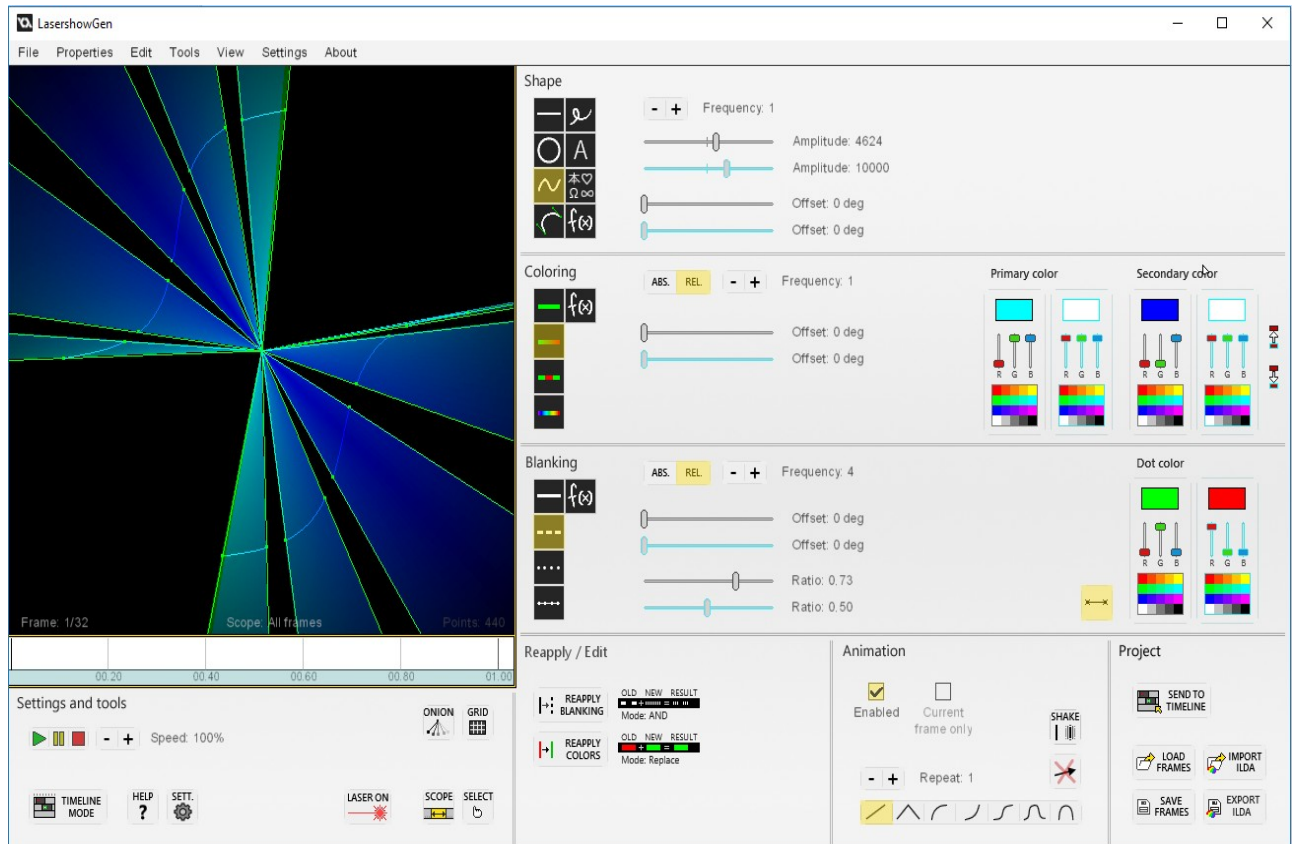 LasershowGen
File Properties Edit Tools View Settings About
Frame: 1/32 Scope: All frames Points: 440
00.20 00.40 00.60 00.80 01.00
Settings and tools
ONION GRID
- + Speed: 100%
TIMELINE
MODE
HELP
?
SETT.
LASER ON
SCOPE SELECT
Shape
A
本♡
Ω∞
f(x)
- + Frequency: 1
Amplitude: 4624
Amplitude: 10000
Offset: 0 deg
Offset: 0 deg
Coloring
f(x)
ABS. REL. - + Frequency: 1
Offset: 0 deg
Offset: 0 deg
Primary color
R G B R G B
Secondary color
R G B R G B
Blanking
f(x)
ABS. REL. - + Frequency: 4
Offset: 0 deg
Offset: 0 deg
Ratio: 0.73
Ratio: 0.50
Dot color
R G B R G B
Reapply / Edit
REAPPLY
BLANKING
OLD NEW RESULT
Mode: AND
REAPPLY
COLORS
OLD NEW RESULT
Mode: Replace
Animation
Enabled
Current
frame only
SHAKE
- + Repeat: 1
Project
SEND TO
TIMELINE
LOAD
FRAMES
IMPORT
ILDA
SAVE
FRAMES
EXPORT
ILDA